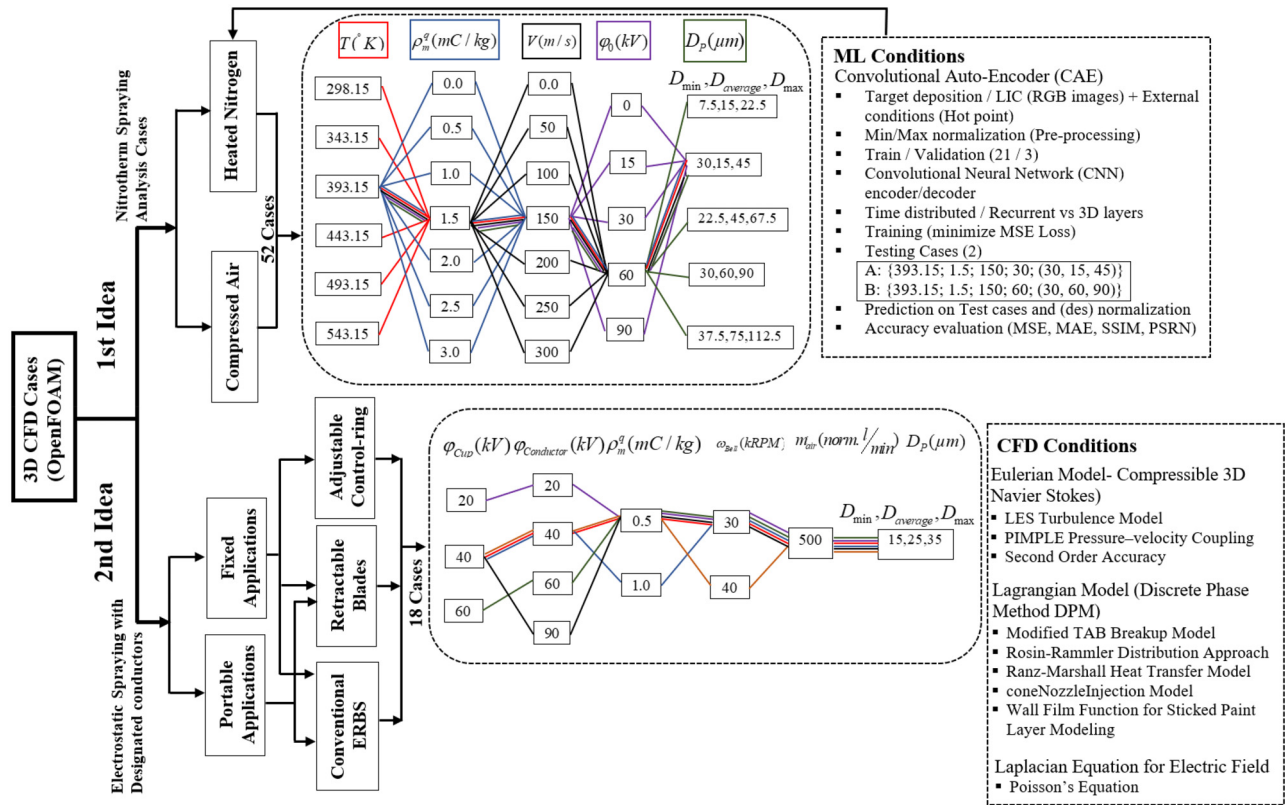 3D CFD Cases
(OpenFOAM)
1st Idea
2nd Idea
Nitrotherm Spraying
Analysis Cases
Heated Nitrogen
Compressed Air
52 Cases
T(°K)
298.15
343.15
393.15
443.15
493.15
543.15
ρ_m^q (mC / kg)
0.0
0.5
1.0
1.5
2.0
2.5
3.0
V(m / s)
0.0
50
100
150
200
250
300
φ_0(kV)
0
15
30
60
90
D_P(μm)
D_min , D_average , D_max
7.5,15,22.5
30,15,45
22.5,45,67.5
30,60,90
37.5,75,112.5
ML Conditions
Convolutional Auto-Encoder (CAE)
▪ Target deposition / LIC (RGB images) + External
conditions (Hot point)
▪ Min/Max normalization (Pre-processing)
▪ Train / Validation (21 / 3)
▪ Convolutional Neural Network (CNN)
encoder/decoder
▪ Time distributed / Recurrent vs 3D layers
▪ Training (minimize MSE Loss)
▪ Testing Cases (2)
A: {393.15; 1.5; 150; 30; (30, 15, 45)}
B: {393.15; 1.5; 150; 60; (30, 60, 90)}
▪ Prediction on Test cases and (des) normalization
▪ Accuracy evaluation (MSE, MAE, SSIM, PSRN)
Electrostatic Spraying with
Designated conductors
Fixed
Applications
Portable
Applications
Adjustable
Control-ring
Retractable
Blades
Conventional
ERBS
18 Cases
φ_Cup (kV)
20
40
60
φ_Conductor (kV)
20
40
60
90
ρ_m^q (mC / kg)
0.5
1.0
ω_Bell (kRPM)
30
40
m_air (norm. l/min)
500
D_P(μm)
D_min , D_average , D_max
15,25,35
CFD Conditions
Eulerian Model- Compressible 3D
Navier Stokes)
▪ LES Turbulence Model
▪ PIMPLE Pressure–velocity Coupling
▪ Second Order Accuracy
Lagrangian Model (Discrete Phase
Method DPM)
▪ Modified TAB Breakup Model
▪ Rosin-Rammler Distribution Approach
▪ Ranz-Marshall Heat Transfer Model
▪ coneNozzleInjection Model
▪ Wall Film Function for Sticked Paint
Layer Modeling
Laplacian Equation for Electric Field
▪ Poisson's Equation